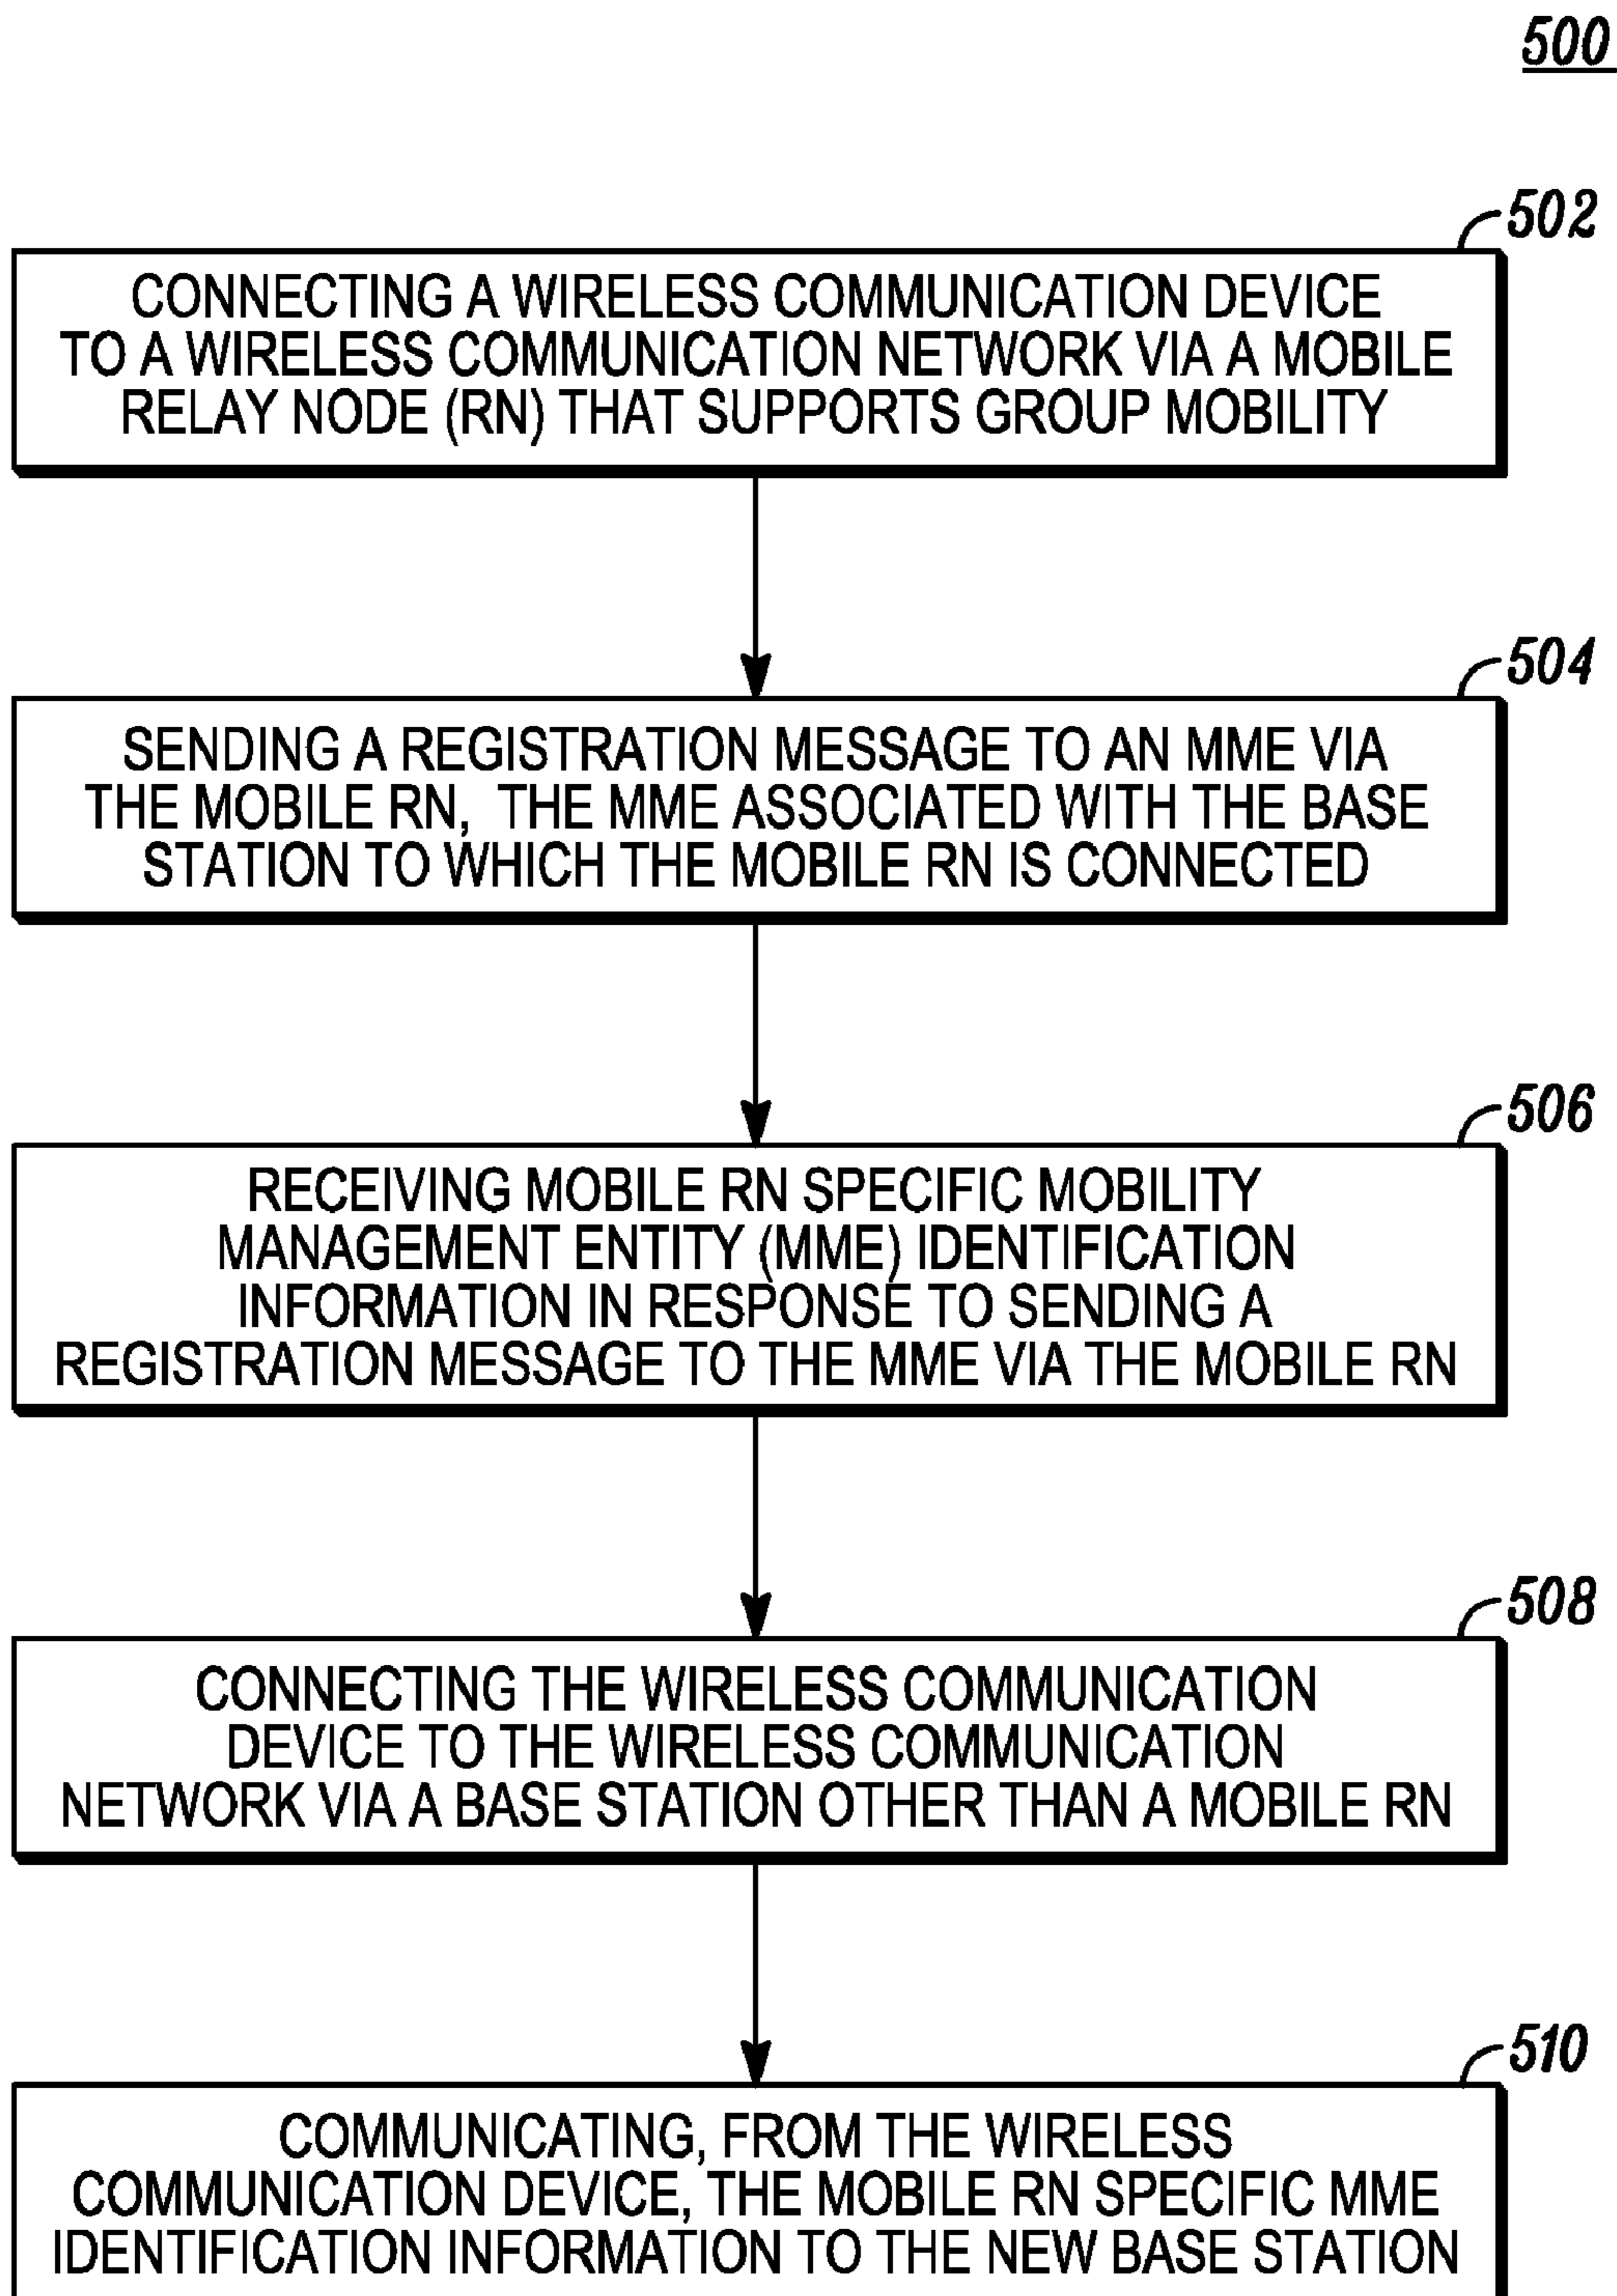 500
502
CONNECTING A WIRELESS COMMUNICATION DEVICE
TO A WIRELESS COMMUNICATION NETWORK VIA A MOBILE
RELAY NODE (RN) THAT SUPPORTS GROUP MOBILITY
504
SENDING A REGISTRATION MESSAGE TO AN MME VIA
THE MOBILE RN, THE MME ASSOCIATED WITH THE BASE
STATION TO WHICH THE MOBILE RN IS CONNECTED
506
RECEIVING MOBILE RN SPECIFIC MOBILITY
MANAGEMENT ENTITY (MME) IDENTIFICATION
INFORMATION IN RESPONSE TO SENDING A
REGISTRATION MESSAGE TO THE MME VIA THE MOBILE RN
508
CONNECTING THE WIRELESS COMMUNICATION
DEVICE TO THE WIRELESS COMMUNICATION
NETWORK VIA A BASE STATION OTHER THAN A MOBILE RN
510
COMMUNICATING, FROM THE WIRELESS
COMMUNICATION DEVICE, THE MOBILE RN SPECIFIC MME
IDENTIFICATION INFORMATION TO THE NEW BASE STATION